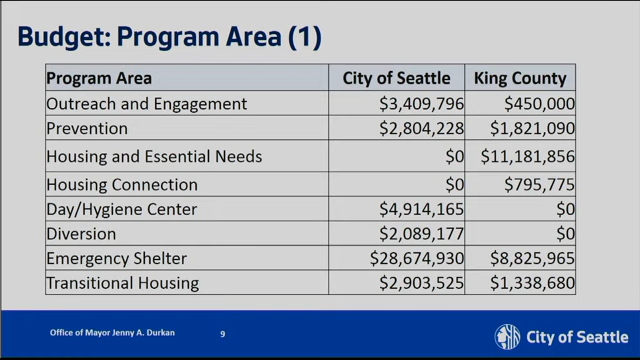 Budget: Program Area (1)
Program Area City of Seattle King County
Outreach and Engagement $3,409,796 $450,000
Prevention $2,804,228 $1,821,090
Housing and Essential Needs $0 $11,181,856
Housing Connection $0 $795,775
Day/Hygiene Center $4,914,165 $0
Diversion $2,089,177 $0
Emergency Shelter $28,674,930 $8,825,965
Transitional Housing $2,903,525 $1,338,680
Office of Mayor Jenny A. Durkan 9 City of Seattle